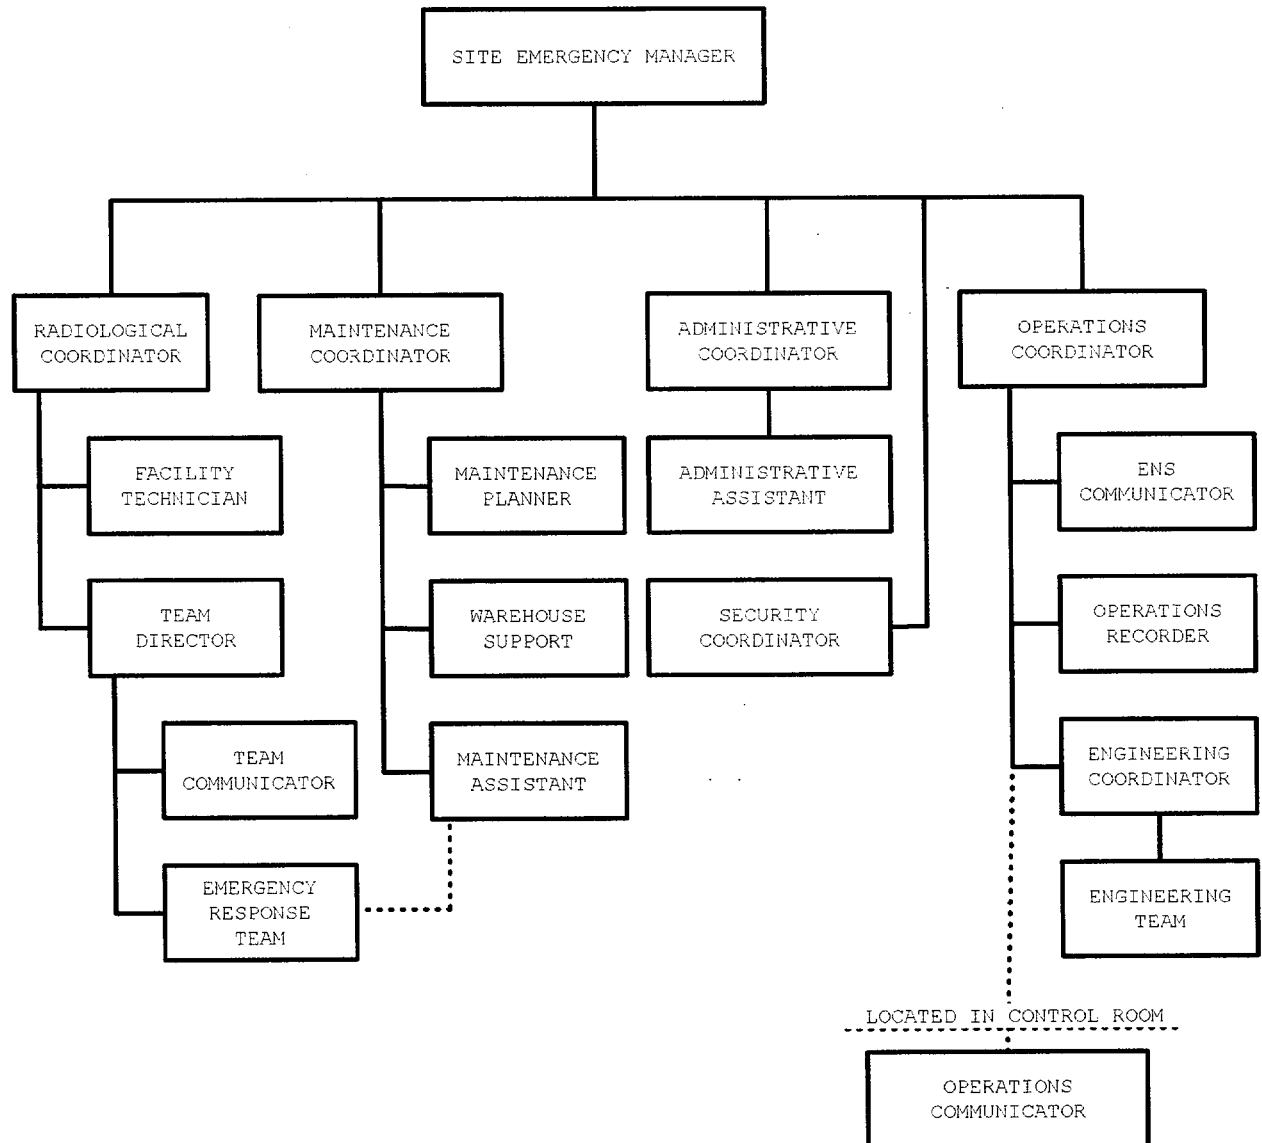 SITE EMERGENCY MANAGER
RADIOLOGICAL
COORDINATOR
MAINTENANCE
COORDINATOR
ADMINISTRATIVE
COORDINATOR
OPERATIONS
COORDINATOR
FACILITY
TECHNICIAN
MAINTENANCE
PLANNER
ADMINISTRATIVE
ASSISTANT
ENS
COMMUNICATOR
TEAM
DIRECTOR
WAREHOUSE
SUPPORT
SECURITY
COORDINATOR
OPERATIONS
RECORDER
TEAM
COMMUNICATOR
MAINTENANCE
ASSISTANT
ENGINEERING
COORDINATOR
EMERGENCY
RESPONSE
TEAM
ENGINEERING
TEAM
LOCATED IN CONTROL ROOM
OPERATIONS
COMMUNICATOR